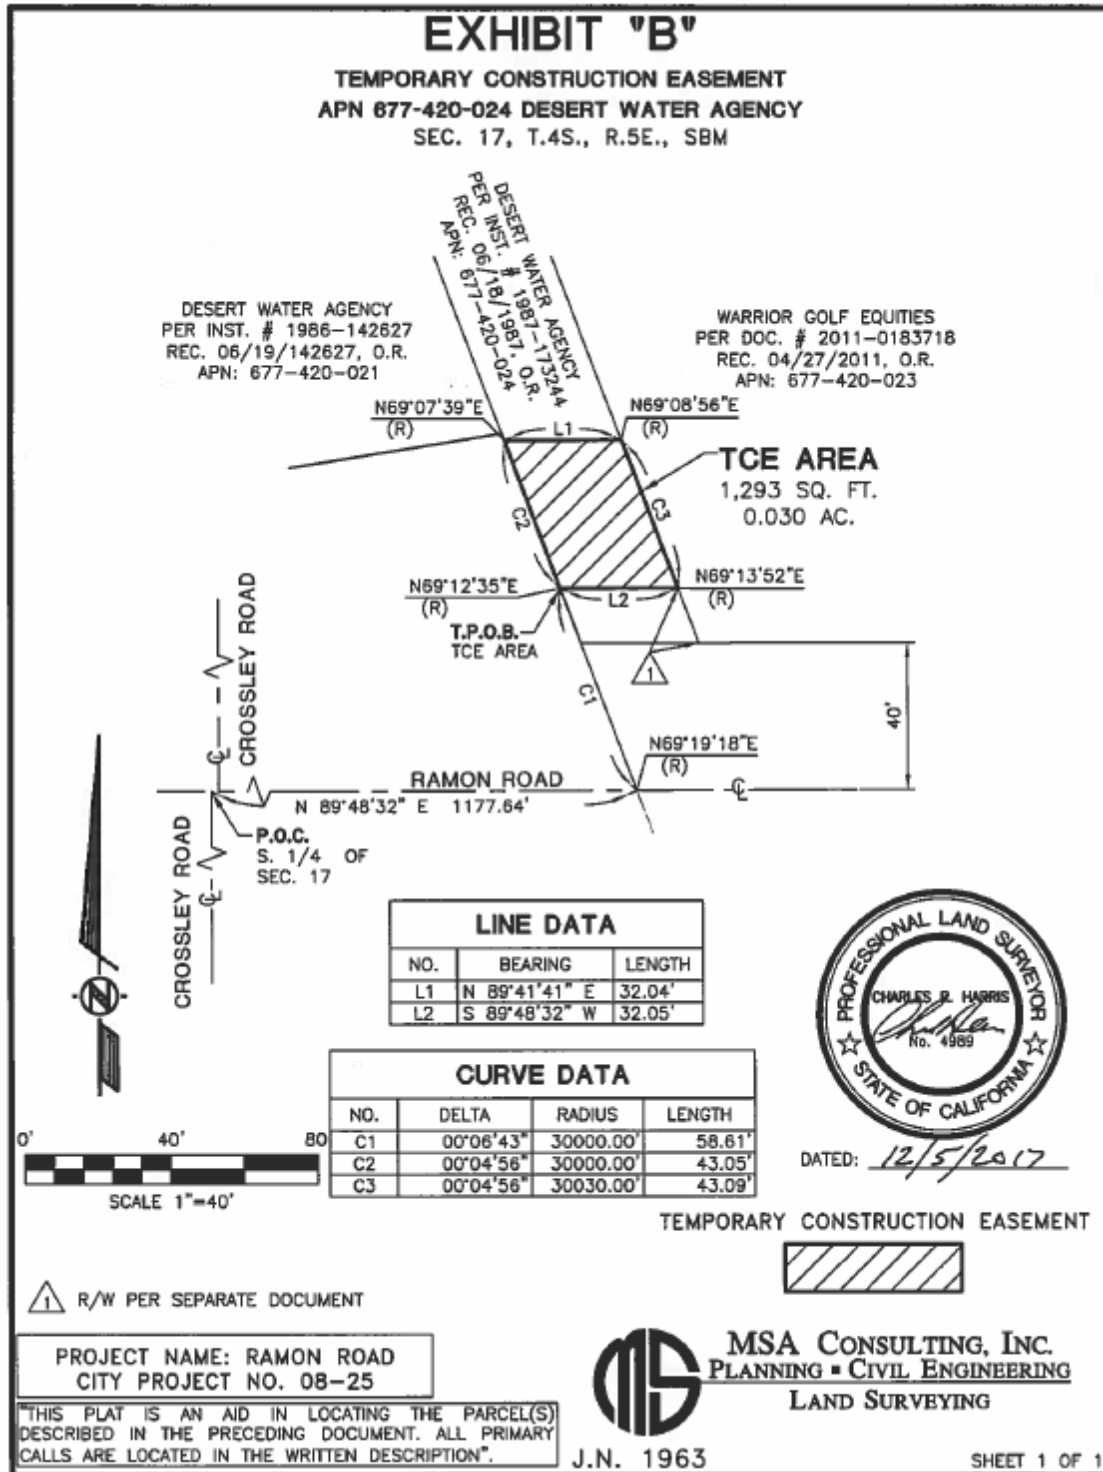 EXHIBIT "B"
TEMPORARY CONSTRUCTION EASEMENT
APN 677-420-024 DESERT WATER AGENCY
SEC. 17, T.4S., R.5E., SBM
DESERT WATER AGENCY
PER INST. # 1987-173244
REC. 06/18/1987, O.R.
APN: 677-420-024
DESERT WATER AGENCY
PER INST. # 1986-142627
REC. 06/19/142627, O.R.
APN: 677-420-021
WARRIOR GOLF EQUITIES
PER DOC. # 2011-0183718
REC. 04/27/2011, O.R.
APN: 677-420-023
N69°07'39"E
(R)
L1
N69°08'56"E
(R)
TCE AREA
1,293 SQ. FT.
0.030 AC.
C2
C3
N69°12'35"E
(R)
L2
N69°13'52"E
(R)
T.P.O.B.
TCE AREA
1
C1
40'
CROSSLEY ROAD
N69°19'18"E
(R)
RAMON ROAD
N 89°48'32" E 1177.64'
P.O.C.
S. 1/4 OF
SEC. 17
CROSSLEY ROAD
N
LINE DATA
NO. BEARING LENGTH
L1 N 89°41'41" E 32.04'
L2 S 89°48'32" W 32.05'
CURVE DATA
NO. DELTA RADIUS LENGTH
C1 00°06'43" 30000.00' 58.61'
C2 00°04'56" 30000.00' 43.05'
C3 00°04'56" 30030.00' 43.09'
PROFESSIONAL LAND SURVEYOR
CHARLES R. HARRIS
No. 4989
STATE OF CALIFORNIA
DATED: 12/5/2017
0' 40' 80
SCALE 1"=40'
TEMPORARY CONSTRUCTION EASEMENT
1 R/W PER SEPARATE DOCUMENT
PROJECT NAME: RAMON ROAD
CITY PROJECT NO. 08-25
"THIS PLAT IS AN AID IN LOCATING THE PARCEL(S)
DESCRIBED IN THE PRECEDING DOCUMENT. ALL PRIMARY
CALLS ARE LOCATED IN THE WRITTEN DESCRIPTION".
MSA CONSULTING, INC.
PLANNING ▪ CIVIL ENGINEERING
LAND SURVEYING
J.N. 1963
SHEET 1 OF 1